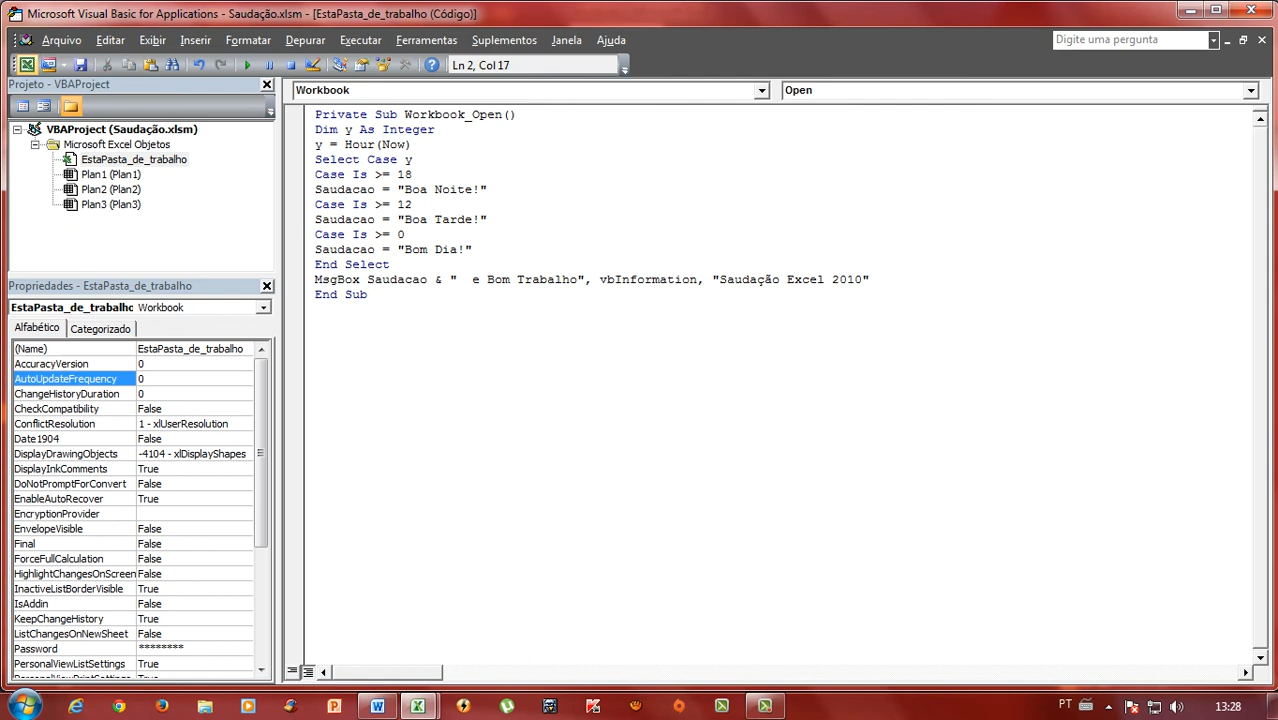 Microsoft Visual Basic for Applications - Saudação.xlsm - [EstaPasta_de_trabalho (Código)]
Arquivo Editar Exibir Inserir Formatar Depurar Executar Ferramentas Suplementos Janela Ajuda Digite uma pergunta
Ln 2, Col 17
Projeto - VBAProject
Workbook Open
VBAProject (Saudação.xlsm)
Microsoft Excel Objetos
EstaPasta_de_trabalho
Plan1 (Plan1)
Plan2 (Plan2)
Plan3 (Plan3)
Private Sub Workbook_Open()
Dim y As Integer
y = Hour(Now)
Select Case y
Case Is >= 18
Saudacao = "Boa Noite!"
Case Is >= 12
Saudacao = "Boa Tarde!"
Case Is >= 0
Saudacao = "Bom Dia!"
End Select
MsgBox Saudacao & "  e Bom Trabalho", vbInformation, "Saudação Excel 2010"
End Sub
Propriedades - EstaPasta_de_trabalho
EstaPasta_de_trabalho Workbook
Alfabético Categorizado
(Name) EstaPasta_de_trabalho
AccuracyVersion 0
AutoUpdateFrequency 0
ChangeHistoryDuration 0
CheckCompatibility False
ConflictResolution 1 - xlUserResolution
Date1904 False
DisplayDrawingObjects -4104 - xlDisplayShapes
DisplayInkComments True
DoNotPromptForConvert False
EnableAutoRecover True
EncryptionProvider
EnvelopeVisible False
Final False
ForceFullCalculation False
HighlightChangesOnScreen False
InactiveListBorderVisible True
IsAddin False
KeepChangeHistory True
ListChangesOnNewSheet False
Password ********
PersonalViewListSettings True
PT 13:28